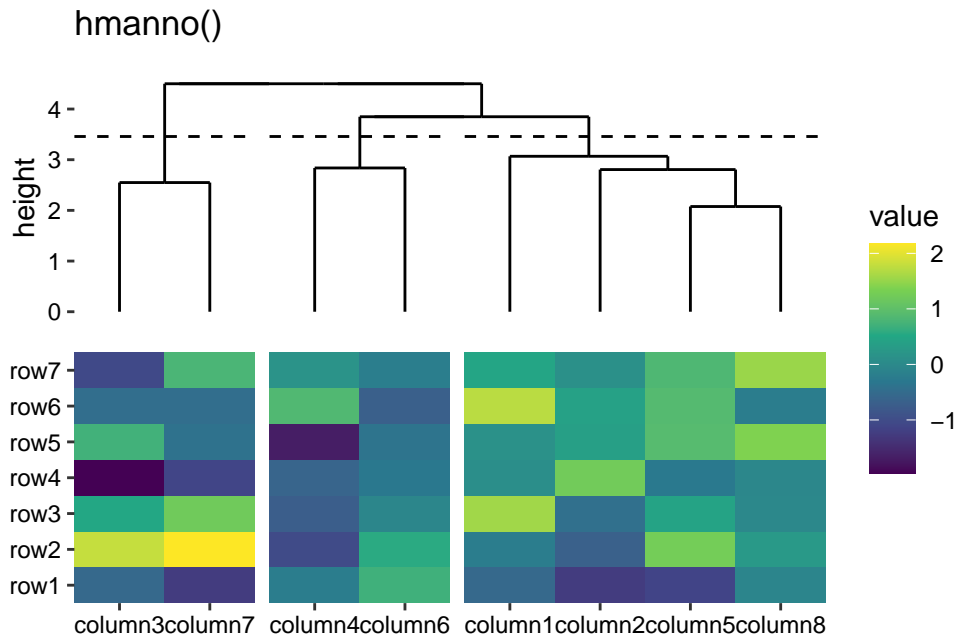 hmanno()
4
3
2
1
0
height
value
2
1
0
−1
row7
row6
row5
row4
row3
row2
row1
column3column7 column4column6 column1column2column5column8